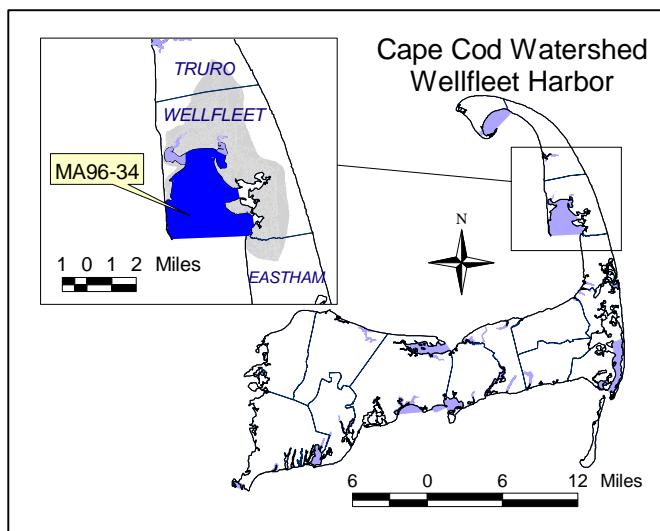 Cape Cod Watershed
Wellfleet Harbor
TRURO
WELLFLEET
MA96-34
1 0 1 2 Miles
EASTHAM
N
6 0 6 12 Miles